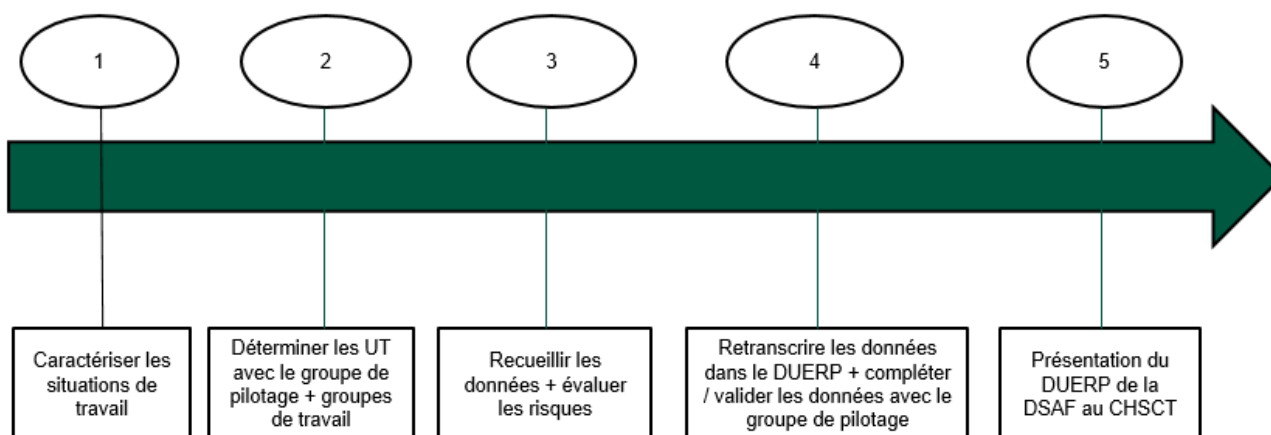 1
2
3
4
5
Caractériser les
situations de
travail
Déterminer les UT
avec le groupe de
pilotage + groupes
de travail
Recueillir les
données + évaluer
les risques
Retranscrire les données
dans le DUERP + compléter
/ valider les données avec le
groupe de pilotage
Présentation du
DUERP de la
DSAF au CHSCT